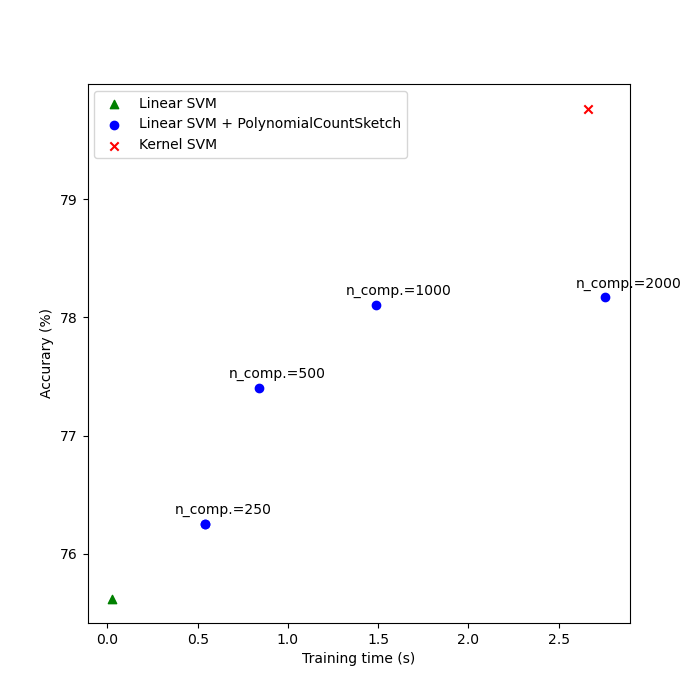 Linear SVM
Linear SVM + PolynomialCountSketch
Kernel SVM
79
78
77
76
Accurary (%)
n_comp.=2000
n_comp.=1000
n_comp.=500
n_comp.=250
0.0 0.5 1.0 1.5 2.0 2.5
Training time (s)